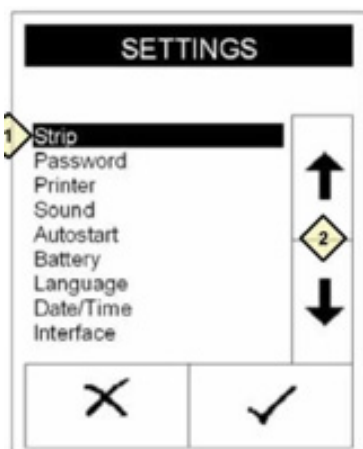 SETTINGS
1
Strip
Password
Printer
Sound
Autostart
2
Battery
Language
Date/Time
Interface